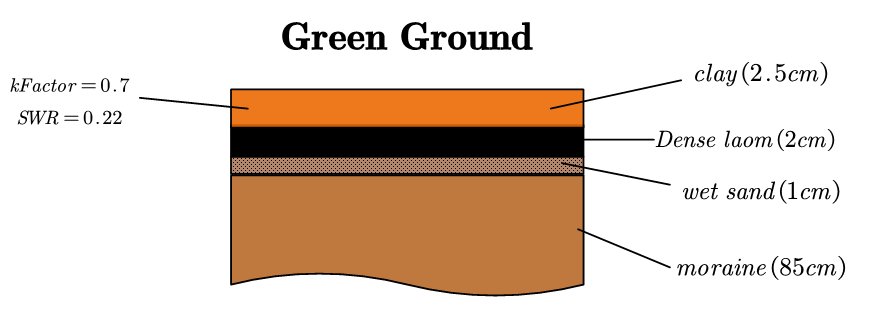 Green Ground
kFactor = 0.7
SWR = 0.22
clay (2.5cm)
Dense laom (2cm)
wet sand (1cm)
moraine (85cm)